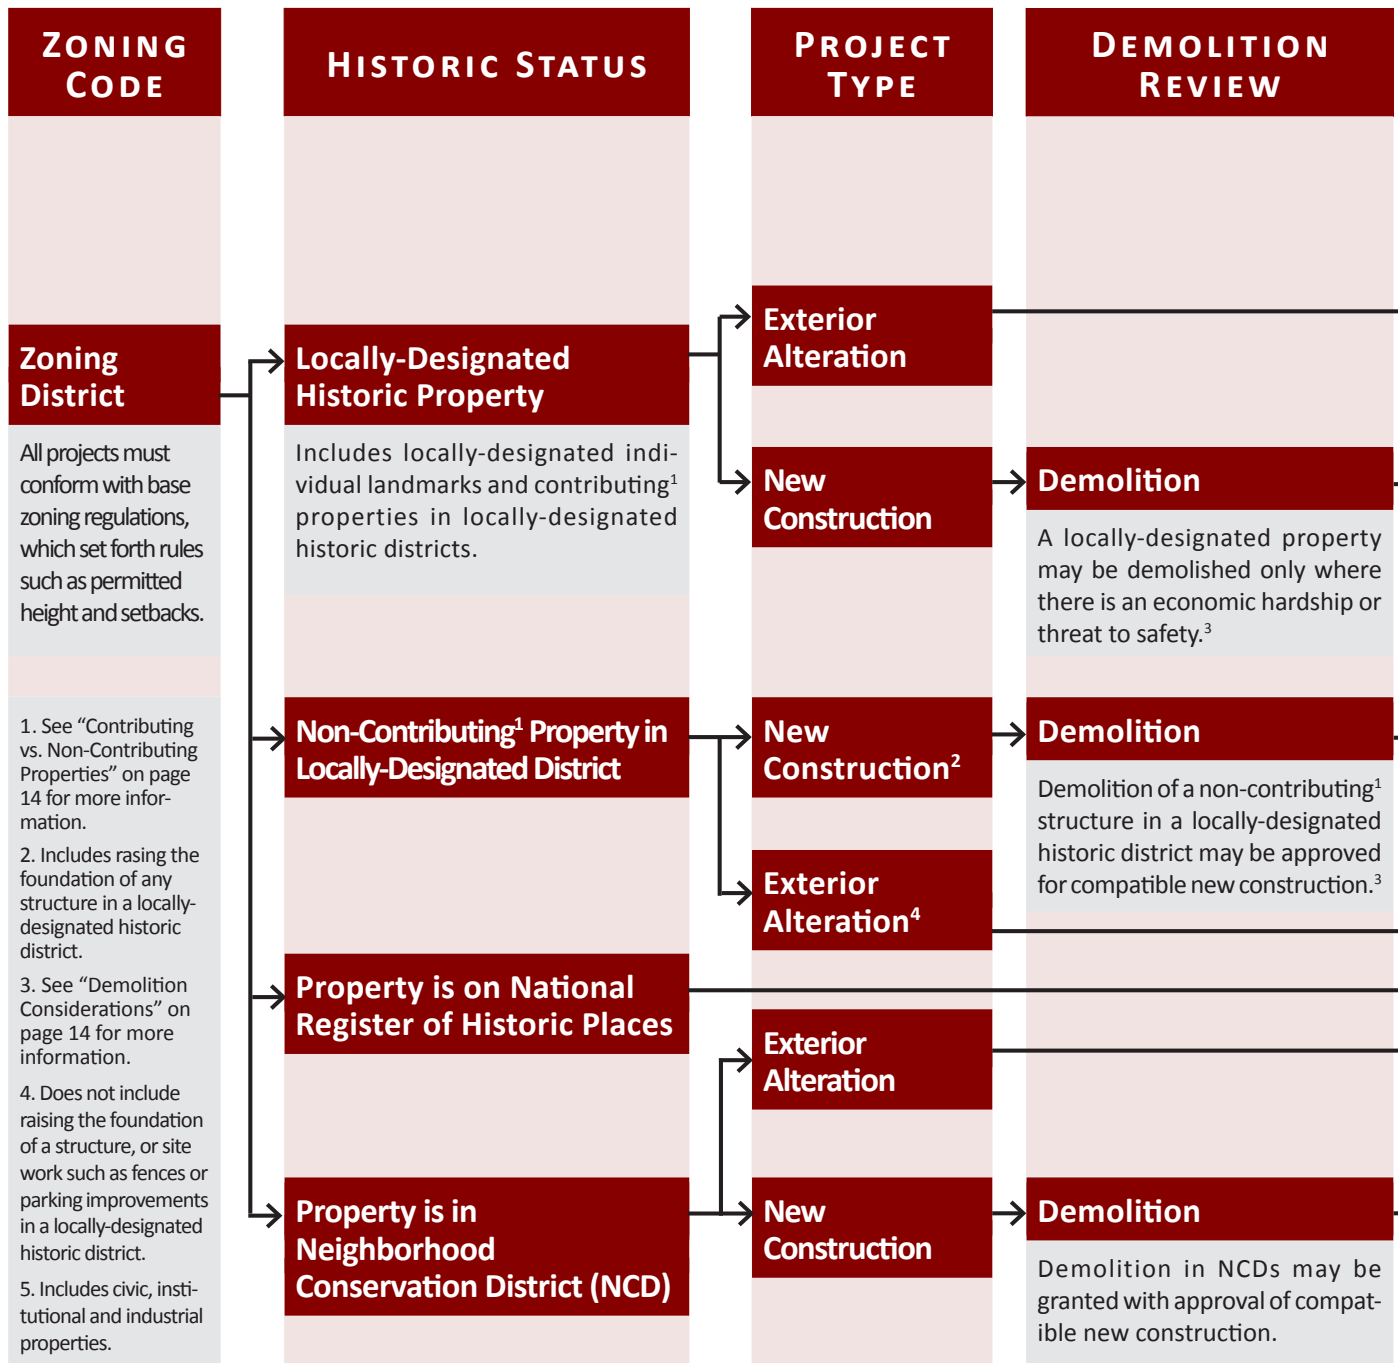 ZONING
CODE
HISTORIC STATUS
PROJECT
TYPE
DEMOLITION
REVIEW
Zoning
District
All projects must
conform with base
zoning regulations,
which set forth rules
such as permitted
height and setbacks.
1. See “Contributing
vs. Non-Contributing
Properties” on page
14 for more infor-
mation.
2. Includes rasing the
foundation of any
structure in a locally-
designated historic
district.
3. See “Demolition
Considerations” on
page 14 for more
information.
4. Does not include
raising the foundation
of a structure, or site
work such as fences or
parking improvements
in a locally-designated
historic district.
5. Includes civic, insti-
tutional and industrial
properties.
Locally-Designated
Historic Property
Includes locally-designated indi-
vidual landmarks and contributing1
properties in locally-designated
historic districts.
Non-Contributing1 Property in
Locally-Designated District
Property is on National
Register of Historic Places
Property is in
Neighborhood
Conservation District (NCD)
Exterior
Alteration
New
Construction
New
Construction2
Exterior
Alteration4
Exterior
Alteration
New
Construction
Demolition
A locally-designated property
may be demolished only where
there is an economic hardship or
threat to safety.3
Demolition
Demolition of a non-contributing1
structure in a locally-designated
historic district may be approved
for compatible new construction.3
Demolition
Demolition in NCDs may be
granted with approval of compat-
ible new construction.